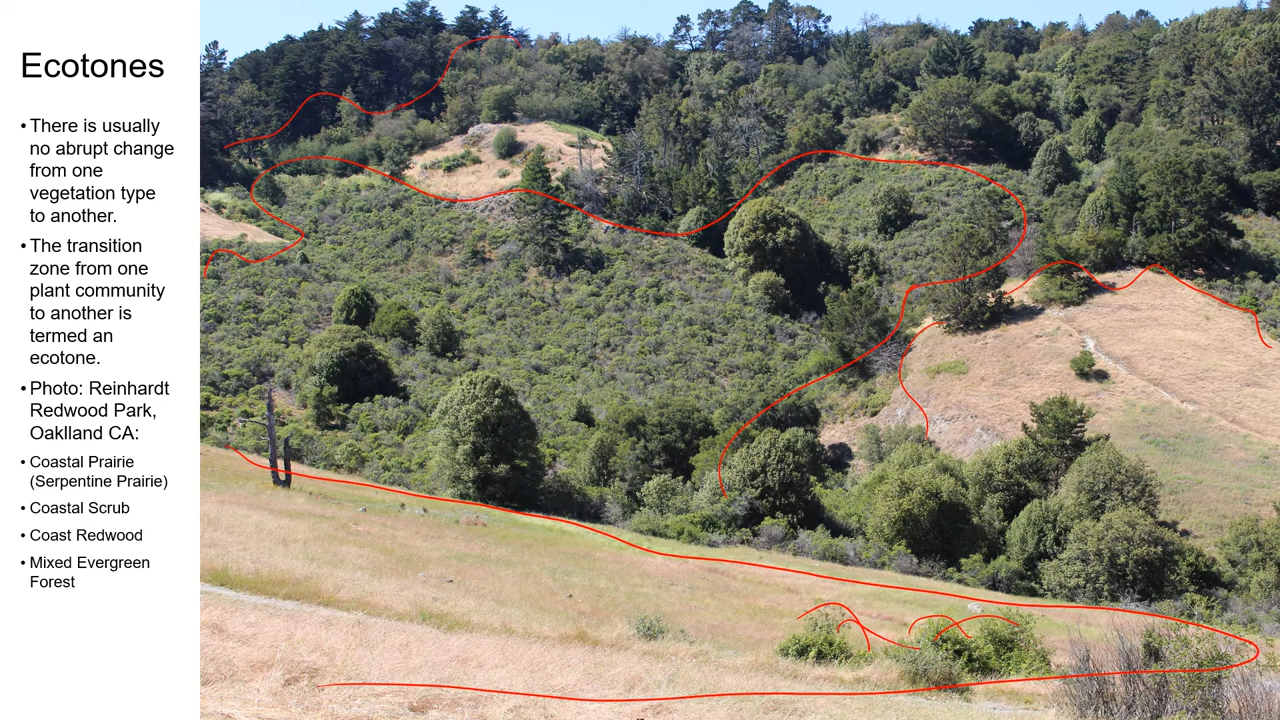 Ecotones
• There is usually
no abrupt change
from one
vegetation type
to another.
• The transition
zone from one
plant community
to another is
termed an
ecotone.
• Photo: Reinhardt
Redwood Park,
Oaklland CA:
• Coastal Prairie
(Serpentine Prairie)
• Coastal Scrub
• Coast Redwood
• Mixed Evergreen
Forest